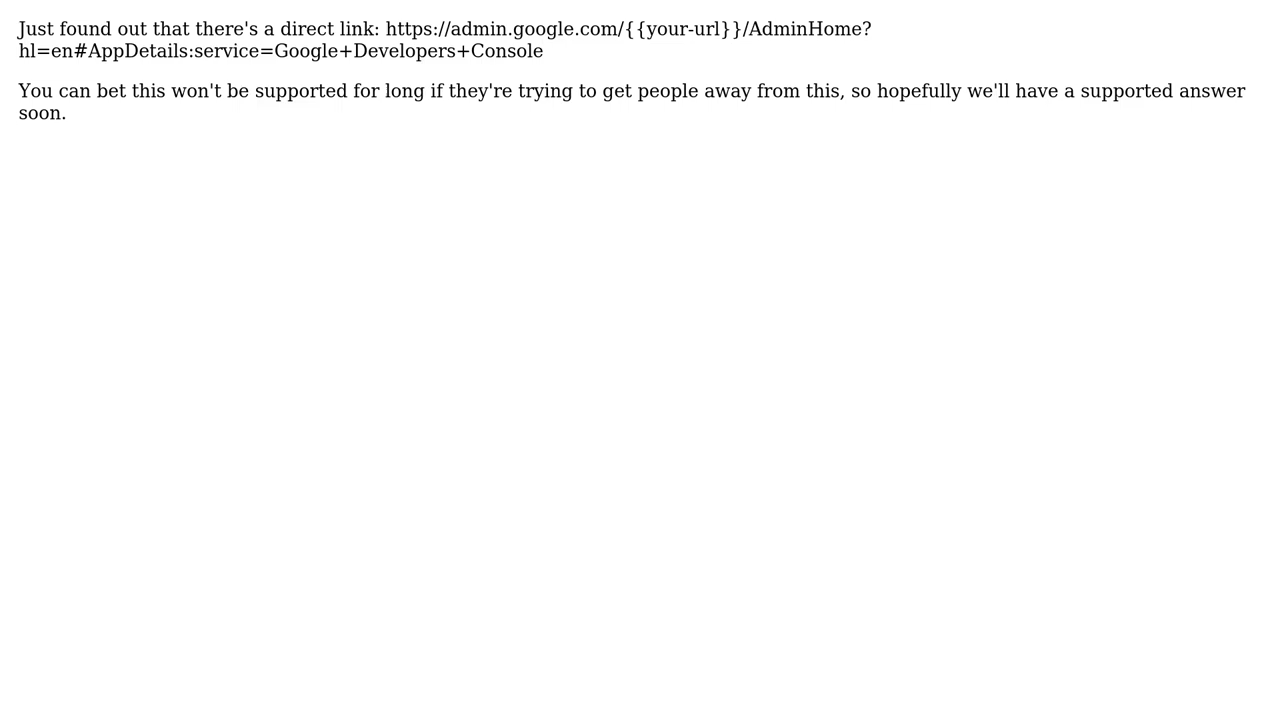 Just found out that there's a direct link: https://admin.google.com/{{your-url}}/AdminHome?
hl=en#AppDetails:service=Google+Developers+Console
You can bet this won't be supported for long if they're trying to get people away from this, so hopefully we'll have a supported answer
soon.